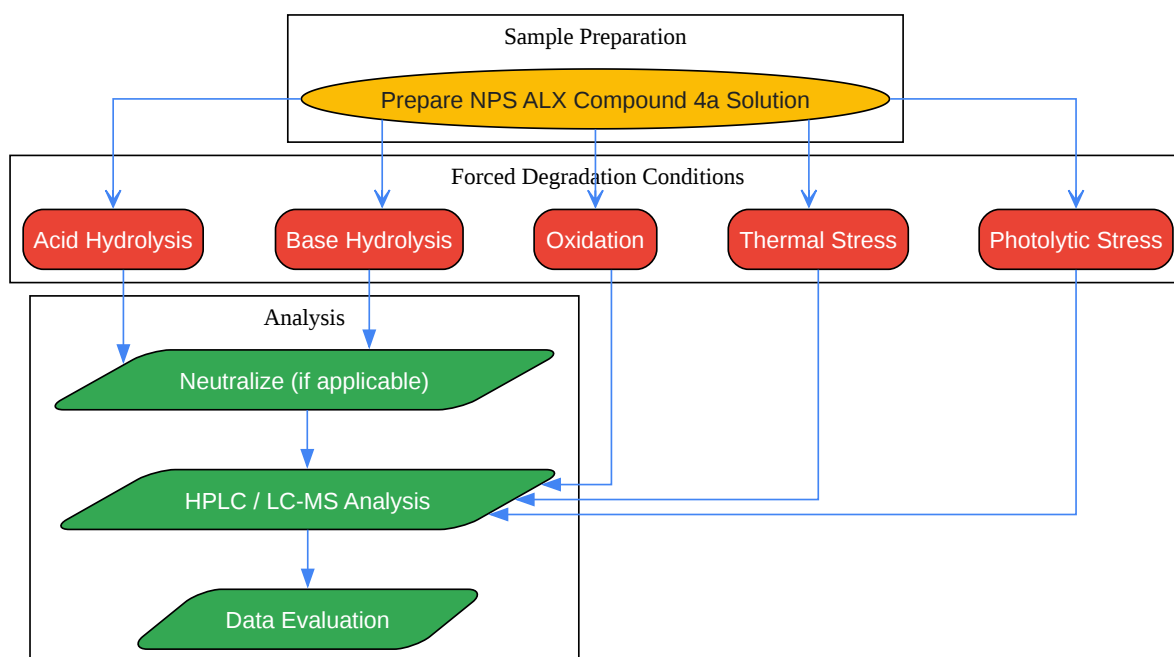 Sample Preparation
Prepare NPS ALX Compound 4a Solution
Forced Degradation Conditions
Acid Hydrolysis
Base Hydrolysis
Oxidation
Thermal Stress
Photolytic Stress
Analysis
Neutralize (if applicable)
HPLC / LC-MS Analysis
Data Evaluation